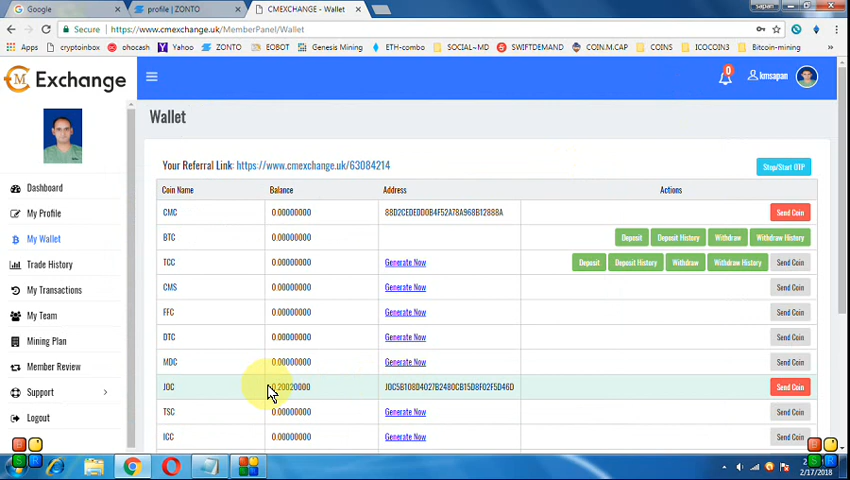 Google
profile | ZONTO
CMEXCHANGE - Wallet
sapan
Secure
https://www.cmexchange.uk/MemberPanel/Wallet
Apps
cryptoinbox
ohocash
Yahoo
ZONTO
EOBOT
Genesis Mining
ETH-combo
SOCIAL~MD
SWIFTDEMAND
COIN.M.CAP
COINS
ICOCCIN3
Bitcoin-mining
CM Exchange
0
kmsapan
Wallet
Your Referral Link: https://www.cmexchange.uk/63084214
Stop/Start OTP
Dashboard
My Profile
My Wallet
Trade History
My Transactions
My Team
Mining Plan
Member Review
Support
Logout
Coin Name Balance Address Actions
CMC 0.00000000 88D2CEDEDD0B4F52A78A968B12888A Send Coin
BTC 0.00000000 Deposit Deposit History Withdraw Withdraw History
TCC 0.00000000 Generate Now Deposit Deposit History Withdraw Withdraw History Send Coin
CMS 0.00000000 Generate Now Send Coin
FFC 0.00000000 Generate Now Send Coin
DTC 0.00000000 Generate Now Send Coin
MDC 0.00000000 Generate Now Send Coin
JOC 0.20020000 JOC5B108D4027B2480CB15D8F02F5D46D Send Coin
TSC 0.00000000 Generate Now Send Coin
ICC 0.00000000 Generate Now Send Coin
2/17/2018